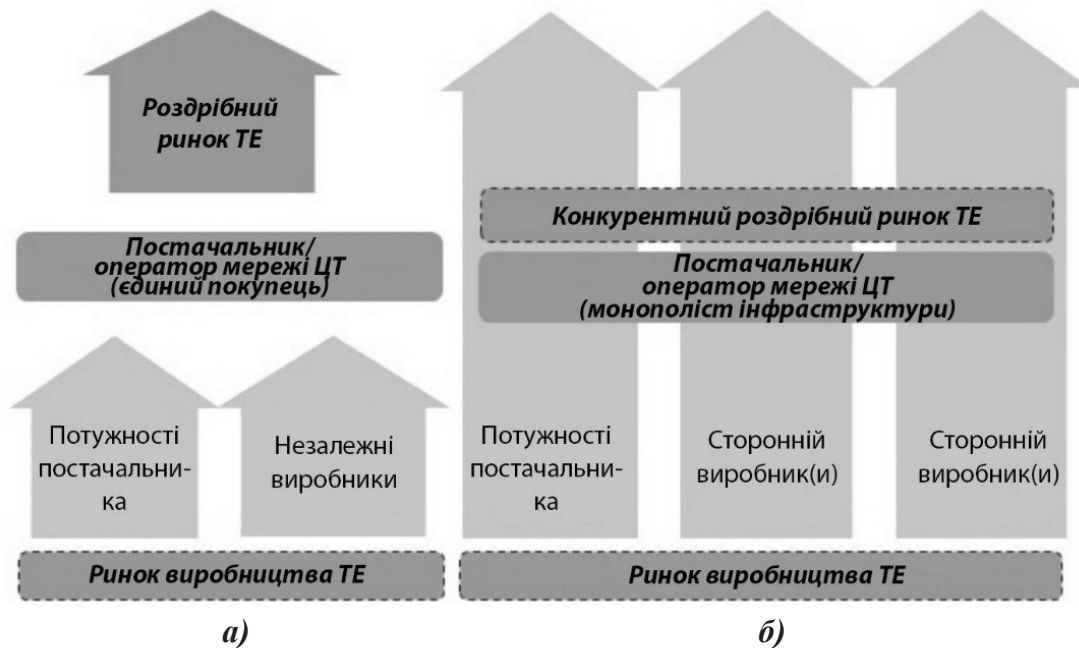 Роздрібний
ринок ТЕ
Постачальник/
оператор мережі ЦТ
(єдиний покупець)
Потужності
постачальни-
ка
Незалежні
виробники
Ринок виробництва ТЕ
а)
Конкурентний роздрібний ринок ТЕ
Постачальник/
оператор мережі ЦТ
(монополіст інфраструктури)
Потужності
постачальни-
ка
Сторонній
виробник(и)
Сторонній
виробник(и)
Ринок виробництва ТЕ
б)